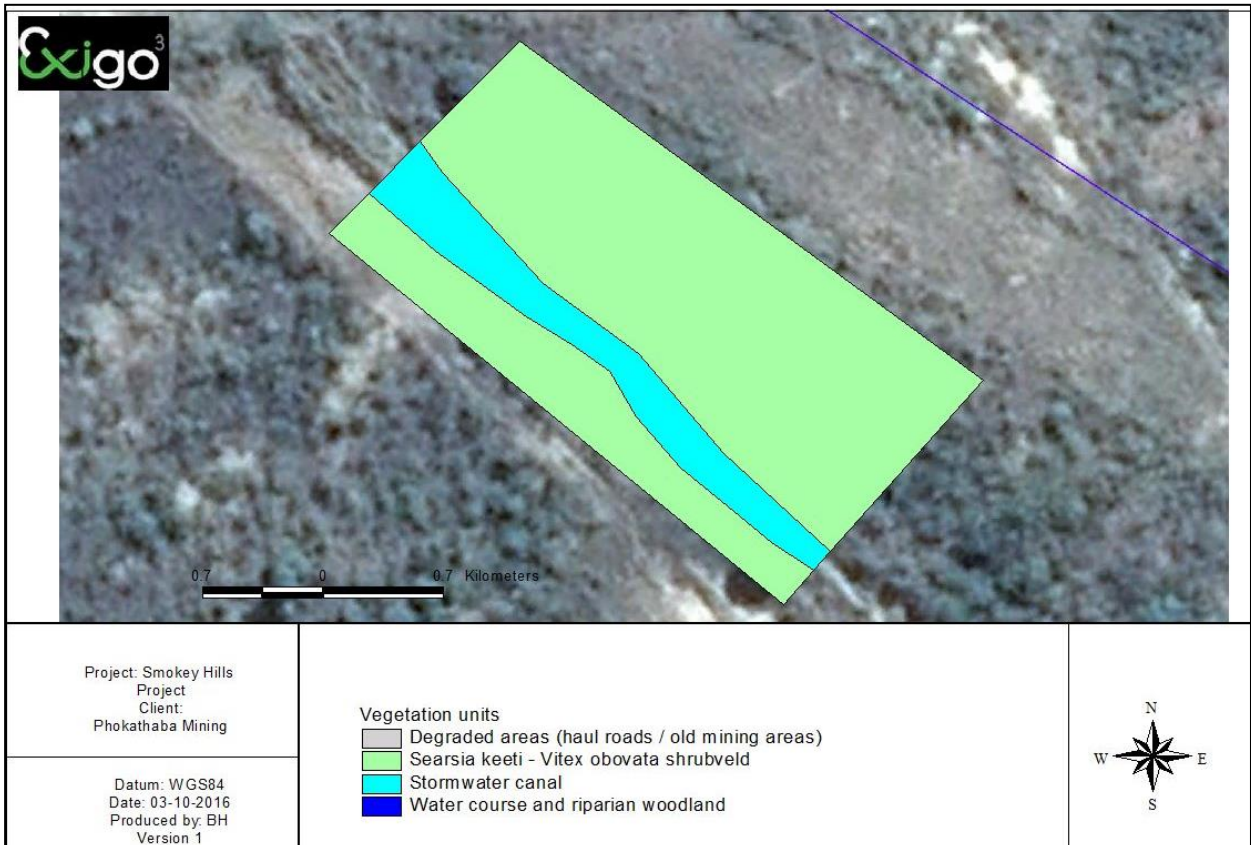 Exigo3
0.7 0 0.7 Kilometers
Project: Smokey Hills
Project
Client:
Phokathaba Mining
Datum: WGS84
Date: 03-10-2016
Produced by: BH
Version 1
Vegetation units
Degraded areas (haul roads / old mining areas)
Searsia keeti - Vitex obovata shrubveld
Stormwater canal
Water course and riparian woodland
N
W E
S